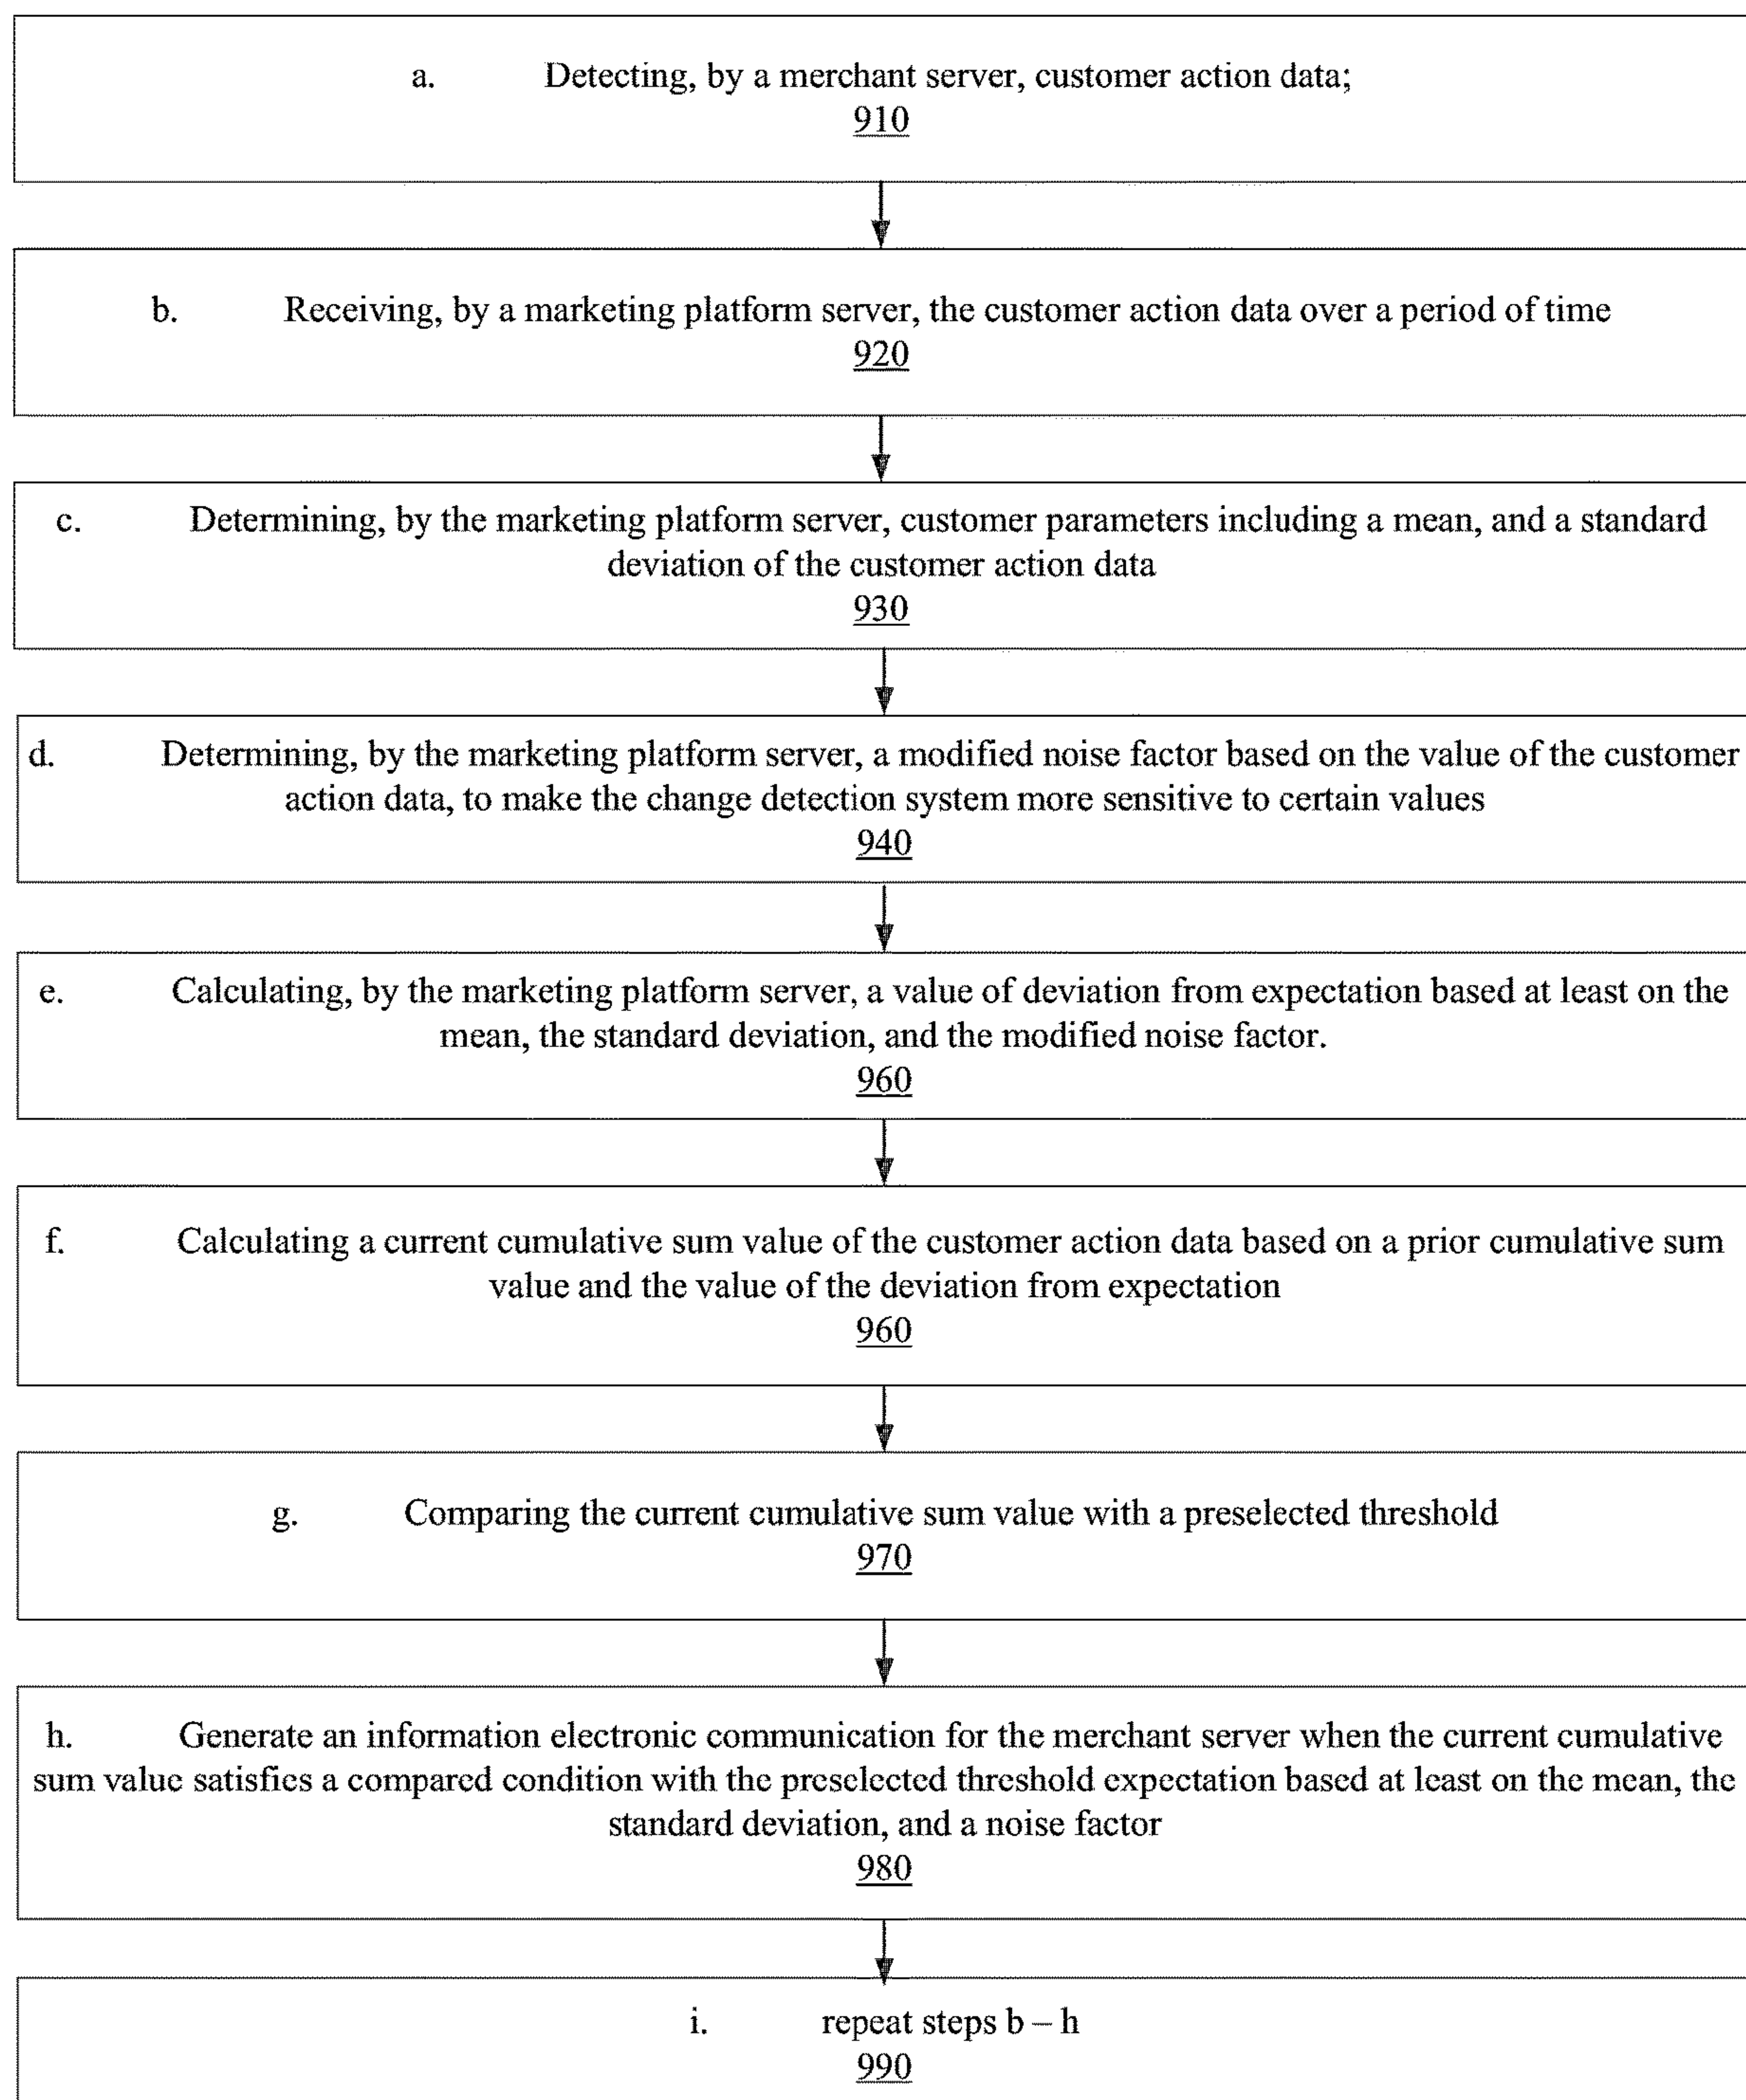 a. Detecting, by a merchant server, customer action data;
910
b. Receiving, by a marketing platform server, the customer action data over a period of time
920
c. Determining, by the marketing platform server, customer parameters including a mean, and a standard
deviation of the customer action data
930
d. Determining, by the marketing platform server, a modified noise factor based on the value of the customer
action data, to make the change detection system more sensitive to certain values
940
e. Calculating, by the marketing platform server, a value of deviation from expectation based at least on the
mean, the standard deviation, and the modified noise factor.
960
f. Calculating a current cumulative sum value of the customer action data based on a prior cumulative sum
value and the value of the deviation from expectation
960
g. Comparing the current cumulative sum value with a preselected threshold
970
h. Generate an information electronic communication for the merchant server when the current cumulative
sum value satisfies a compared condition with the preselected threshold expectation based at least on the mean, the
standard deviation, and a noise factor
980
i. repeat steps b – h
990